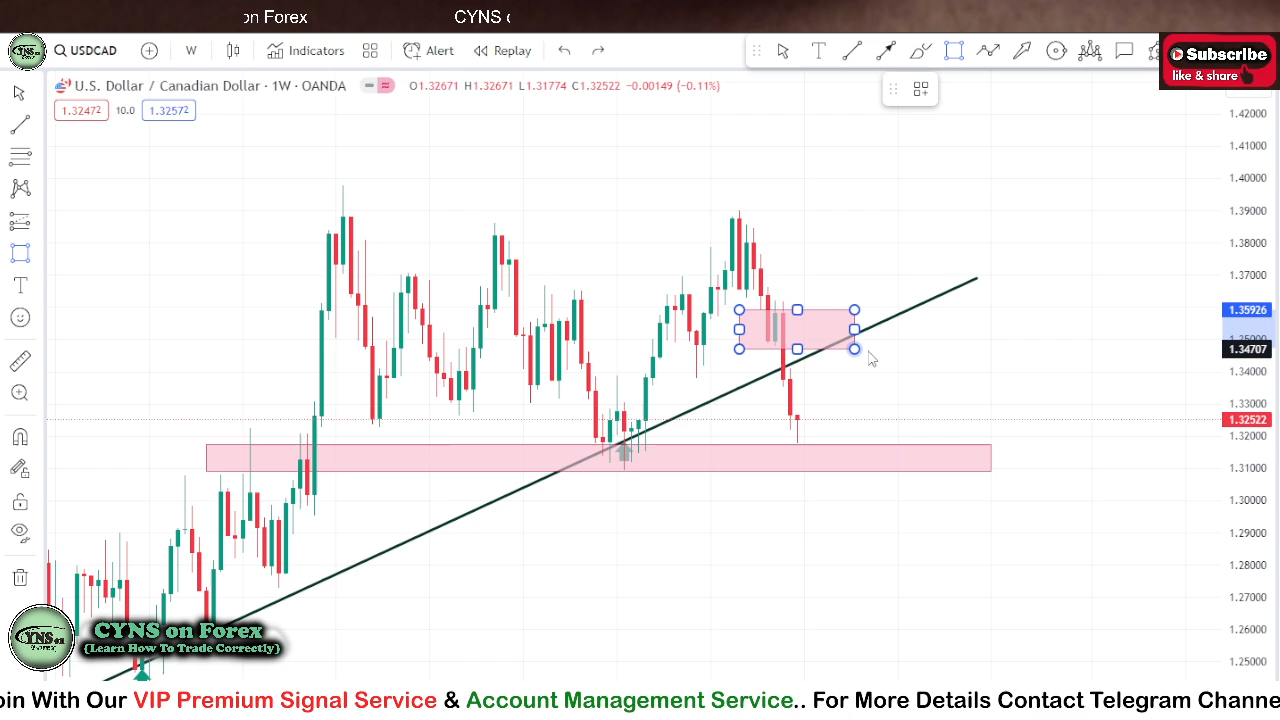 on Forex CYNS
USDCAD W Indicators Alert Replay
Subscribe
like & share
U.S. Dollar / Canadian Dollar · 1W · OANDA O1.32671 H1.32671 L1.31774 C1.32522 −0.00149 (−0.11%)
1.32472 10.0 1.32572
1.42000
1.41000
1.40000
1.39000
1.38000
1.37000
1.35926
1.34707
1.34000
1.33000
1.32522
1.32000
1.31000
1.30000
1.29000
1.28000
1.27000
1.26000
1.25000
CYNS on Forex
{Learn How To Trade Correctly}
oin With Our VIP Premium Signal Service & Account Management Service.. For More Details Contact Telegram Channe